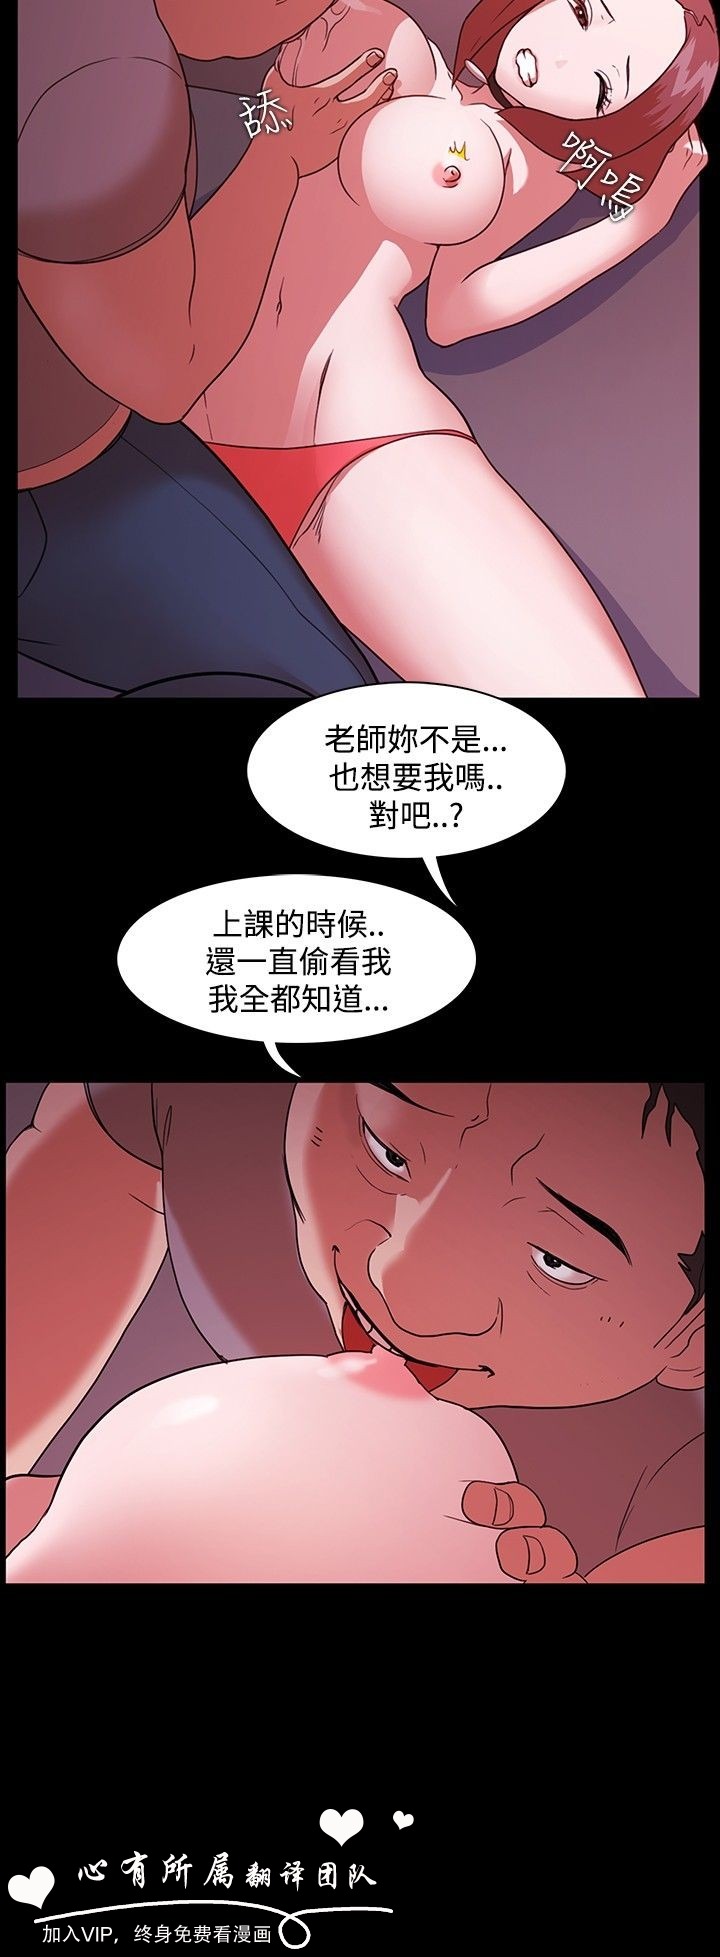 舔
啊嗚
老師妳不是...
也想要我嗎..
對吧..?
上課的時候..
還一直偷看我
我全都知道...
心有所属翻译团队
加入VIP，终身免费看漫画